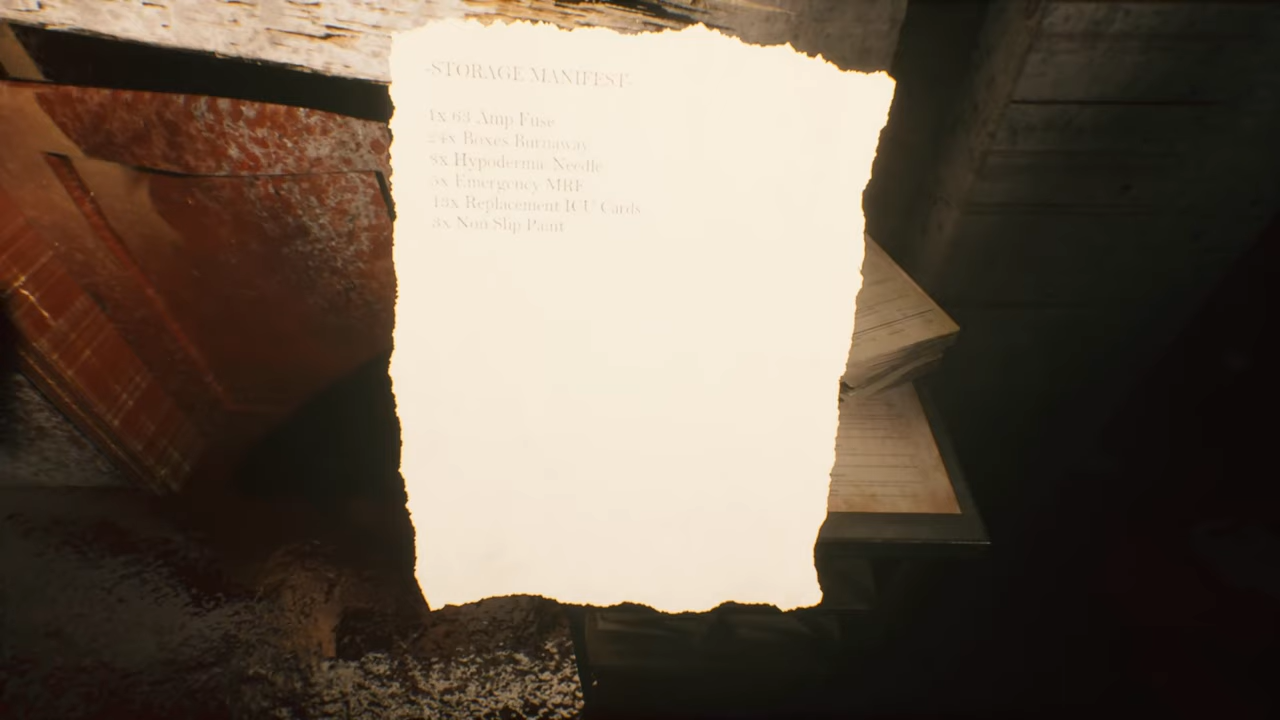 -STORAGE MANIFEST-
1x 63 Amp Fuse
24x Boxes Burnaway
8x Hypoderma Needle
5x Emergency MRE
13x Replacement ICU Cards
3x Non Slip Paint